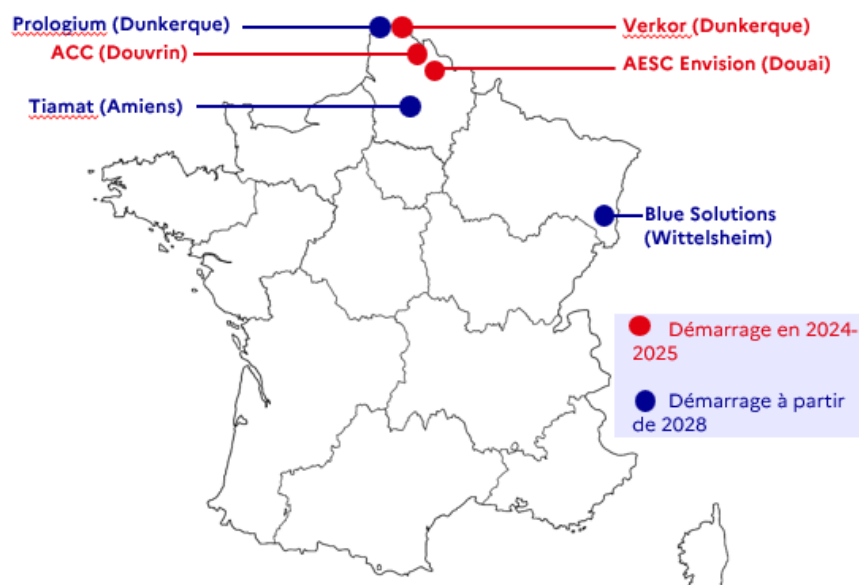 Prologium (Dunkerque)
Verkor (Dunkerque)
ACC (Douvrin)
AESC Envision (Douai)
Tiamat (Amiens)
Blue Solutions
(Wittelsheim)
Démarrage en 2024-
2025
Démarrage à partir
de 2028